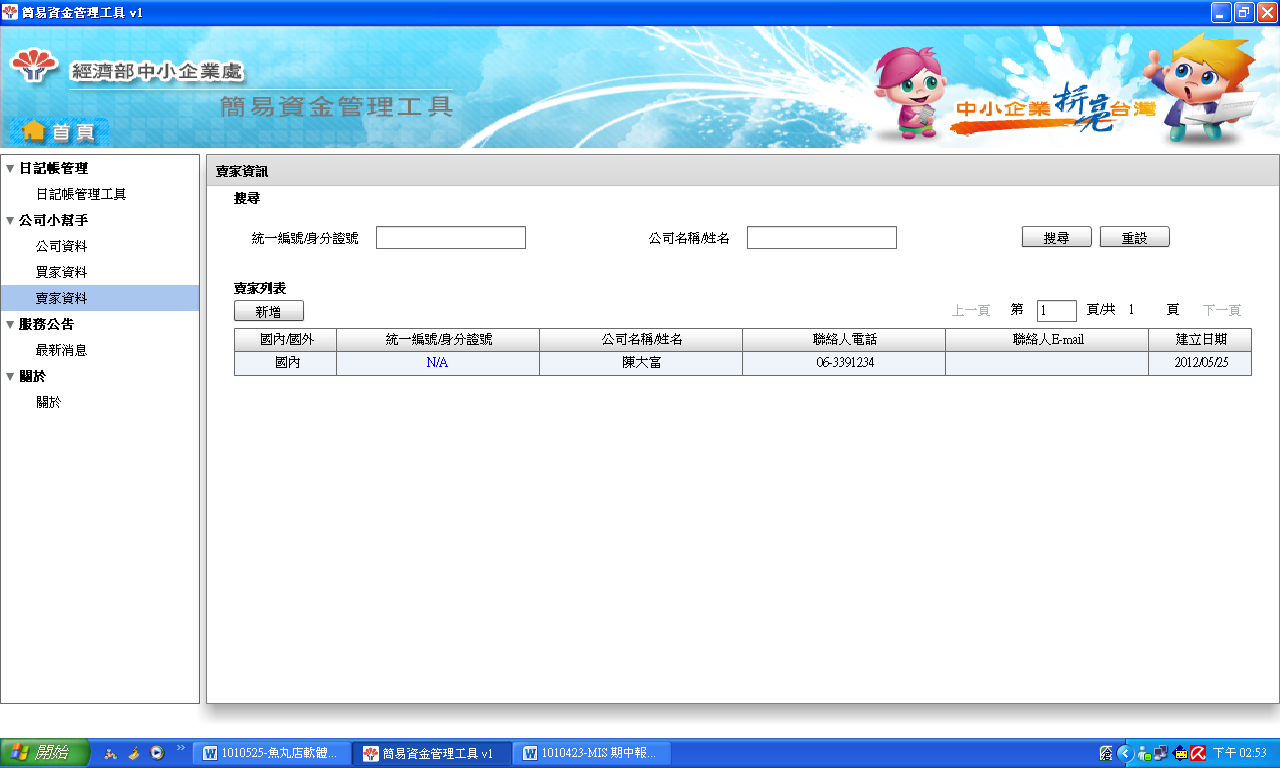 簡易資金管理工具 v1
經濟部中小企業處
簡易資金管理工具
首頁
中小企業 拼亮 台灣
日記帳管理
日記帳管理工具
公司小幫手
公司資料
買家資料
賣家資料
服務公告
最新消息
關於
關於
賣家資訊
搜尋
統一編號/身分證號 公司名稱/姓名 搜尋 重設
賣家列表
新增 上一頁 第 1 頁/共 1 頁 下一頁
國內/國外 統一編號/身分證號 公司名稱/姓名 聯絡人電話 聯絡人E-mail 建立日期
國內 N/A 陳大富 06-3391234 2012/05/25
開始 1010525-魚丸店軟體... 簡易資金管理工具 v1 1010423-MIS 期中報... 下午 02:53